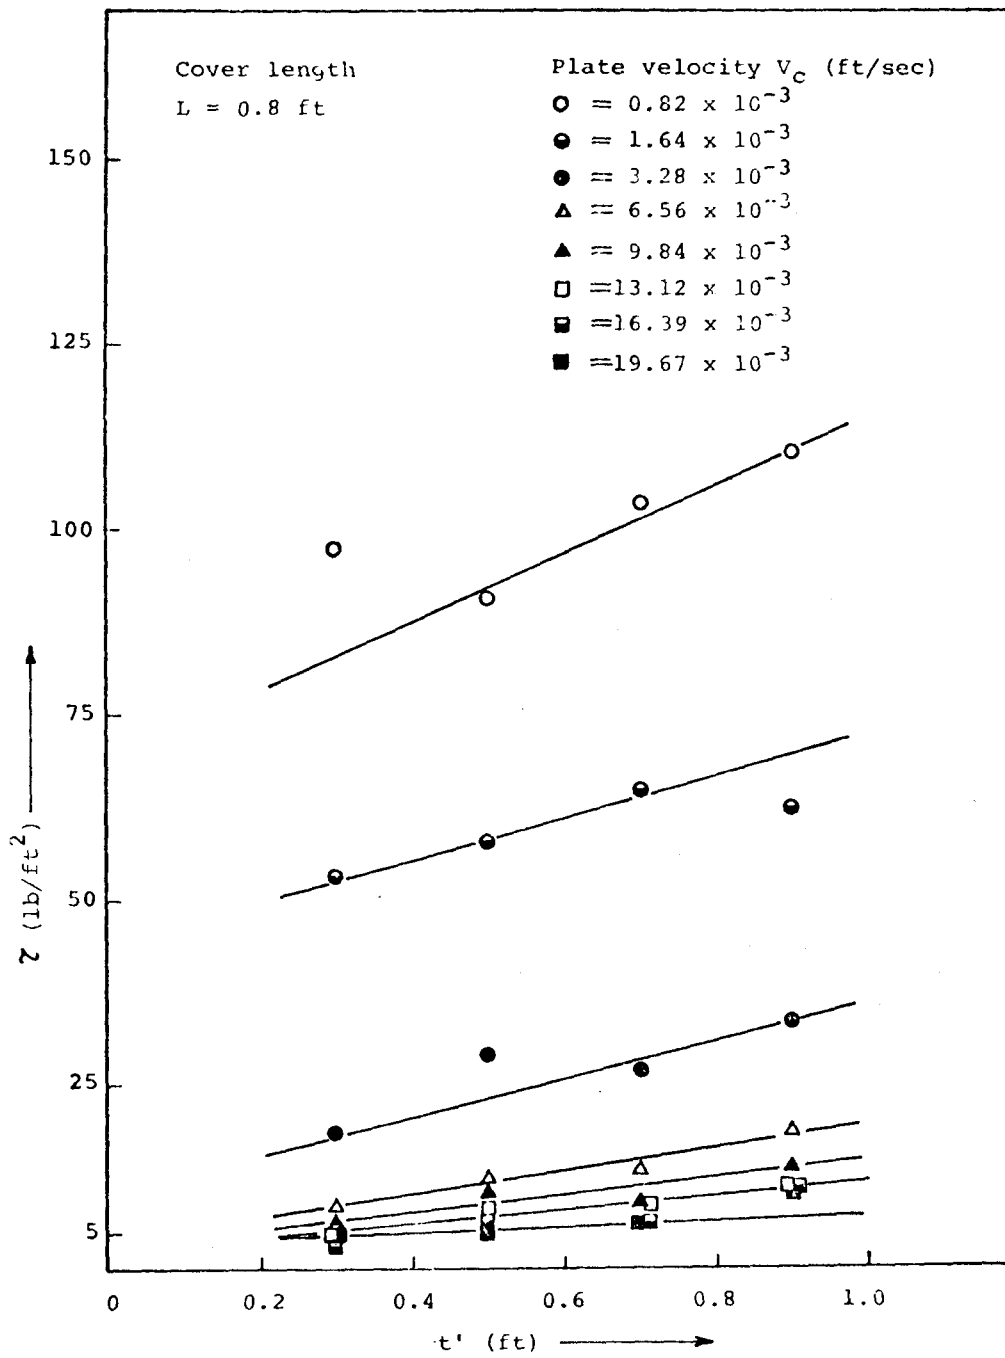 Cover length
L = 0.8 ft
Plate velocity V_c (ft/sec)
= 0.82 x 10^-3
= 1.64 x 10^-3
= 3.28 x 10^-3
= 6.56 x 10^-3
= 9.84 x 10^-3
=13.12 x 10^-3
=16.39 x 10^-3
=19.67 x 10^-3
150
125
100
75
50
25
5
τ (lb/ft^2)
0 0.2 0.4 0.6 0.8 1.0
t' (ft)